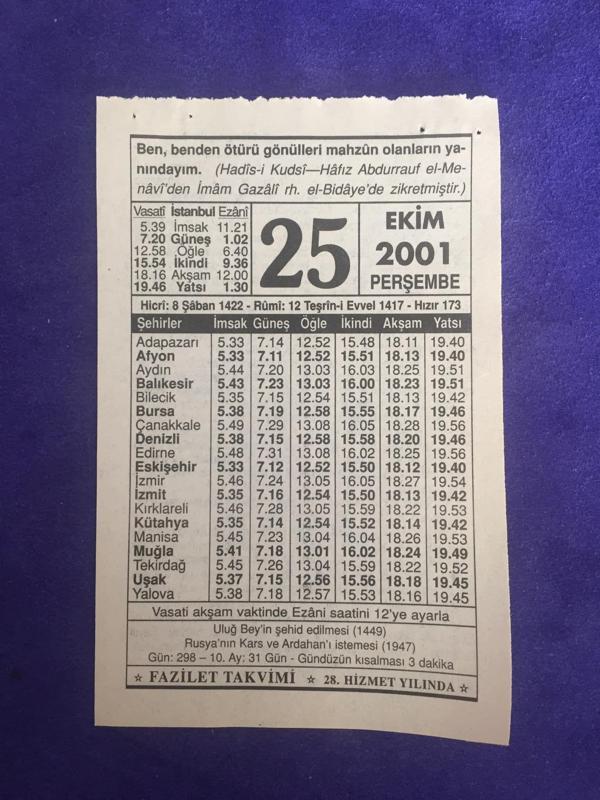 Ben, benden ötürü gönülleri mahzûn olanların ya-
nındayım. (Hadîs-i Kudsî—Hâfız Abdurrauf el-Me-
nâvî'den İmâm Gazâlî rh. el-Bidâye'de zikretmiştir.)
Vasatî İstanbul Ezânî
5.39 İmsak 11.21
7.20 Güneş 1.02
12.58 Öğle 6.40
15.54 İkindi 9.36
18.16 Akşam 12.00
19.46 Yatsı 1.30
25
EKİM
2001
PERŞEMBE
Hicrî: 8 Şâban 1422 - Rûmî: 12 Teşrîn-i Evvel 1417 - Hızır 173
Şehirler İmsak Güneş Öğle İkindi Akşam Yatsı
Adapazarı 5.33 7.14 12.52 15.48 18.11 19.40
Afyon 5.33 7.11 12.52 15.51 18.13 19.40
Aydın 5.44 7.20 13.03 16.03 18.25 19.51
Balıkesir 5.43 7.23 13.03 16.00 18.23 19.51
Bilecik 5.35 7.15 12.54 15.51 18.13 19.42
Bursa 5.38 7.19 12.58 15.55 18.17 19.46
Çanakkale 5.49 7.29 13.08 16.05 18.28 19.56
Denizli 5.38 7.15 12.58 15.58 18.20 19.46
Edirne 5.48 7.31 13.08 16.02 18.25 19.56
Eskişehir 5.33 7.12 12.52 15.50 18.12 19.40
İzmir 5.46 7.24 13.05 16.05 18.27 19.54
İzmit 5.35 7.16 12.54 15.50 18.13 19.42
Kırklareli 5.46 7.28 13.05 15.59 18.22 19.53
Kütahya 5.35 7.14 12.54 15.52 18.14 19.42
Manisa 5.45 7.23 13.04 16.04 18.26 19.53
Muğla 5.41 7.18 13.01 16.02 18.24 19.49
Tekirdağ 5.45 7.26 13.04 15.59 18.22 19.52
Uşak 5.37 7.15 12.56 15.56 18.18 19.45
Yalova 5.38 7.18 12.57 15.53 18.16 19.45
Vasati akşam vaktinde Ezâni saatini 12'ye ayarla
Uluğ Bey'in şehid edilmesi (1449)
Rusya'nın Kars ve Ardahan'ı istemesi (1947)
Gün: 298 – 10. Ay: 31 Gün - Gündüzün kısalması 3 dakika
☆ FAZİLET TAKVİMİ ☆ 28. HİZMET YILINDA ☆